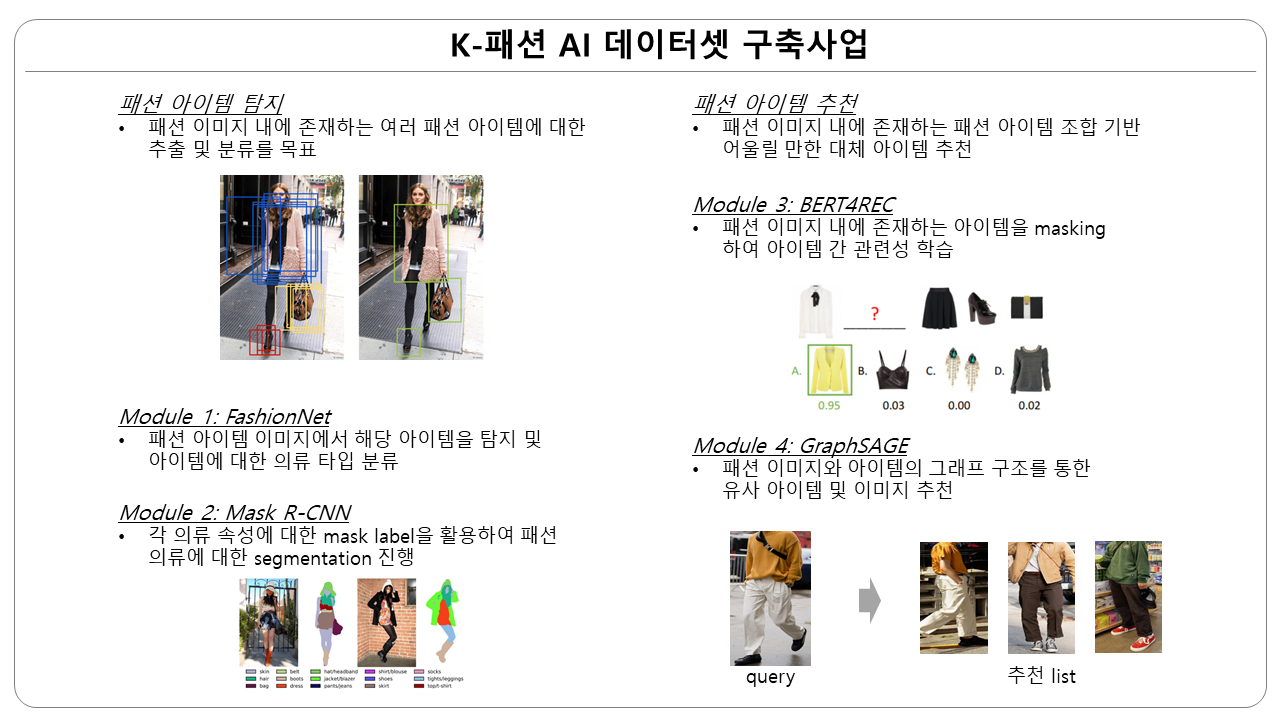 K-패션 AI 데이터셋 구축사업
패션 아이템 탐지
• 패션 이미지 내에 존재하는 여러 패션 아이템에 대한
추출 및 분류를 목표
Module 1: FashionNet
• 패션 아이템 이미지에서 해당 아이템을 탐지 및
아이템에 대한 의류 타입 분류
Module 2: Mask R-CNN
• 각 의류 속성에 대한 mask label을 활용하여 패션
의류에 대한 segmentation 진행
skin belt hat/headband shirt/blouse socks
hair boots jacket/blazer shoes tights/leggings
bag dress pants/jeans skirt top/t-shirt
패션 아이템 추천
• 패션 이미지 내에 존재하는 패션 아이템 조합 기반
어울릴 만한 대체 아이템 추천
Module 3: BERT4REC
• 패션 이미지 내에 존재하는 아이템을 masking
하여 아이템 간 관련성 학습
?
A. B. C. D.
0.95 0.03 0.00 0.02
Module 4: GraphSAGE
• 패션 이미지와 아이템의 그래프 구조를 통한
유사 아이템 및 이미지 추천
query
추천 list